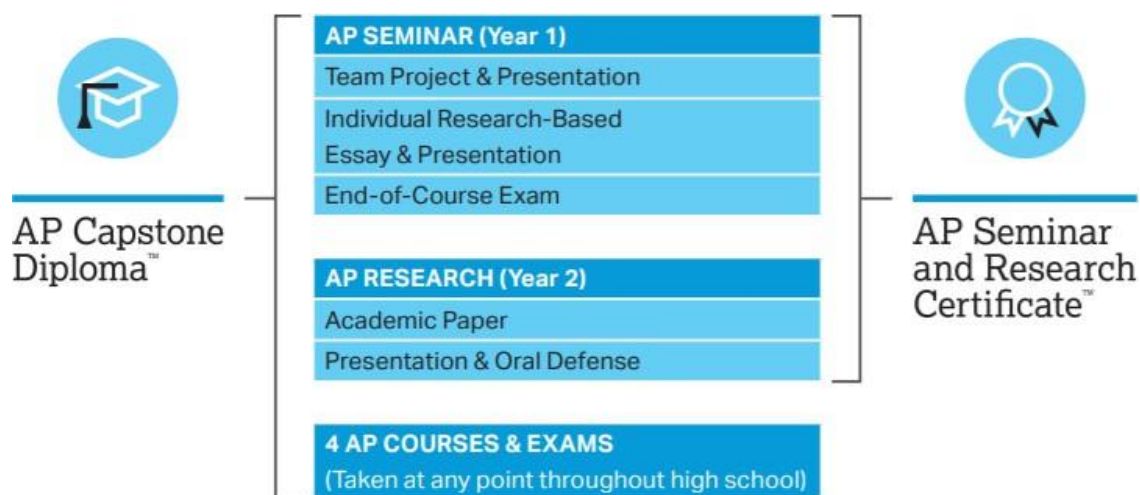 AP Capstone
Diploma™
AP SEMINAR (Year 1)
Team Project & Presentation
Individual Research-Based
Essay & Presentation
End-of-Course Exam
AP RESEARCH (Year 2)
Academic Paper
Presentation & Oral Defense
4 AP COURSES & EXAMS
(Taken at any point throughout high school)
AP Seminar
and Research
Certificate™